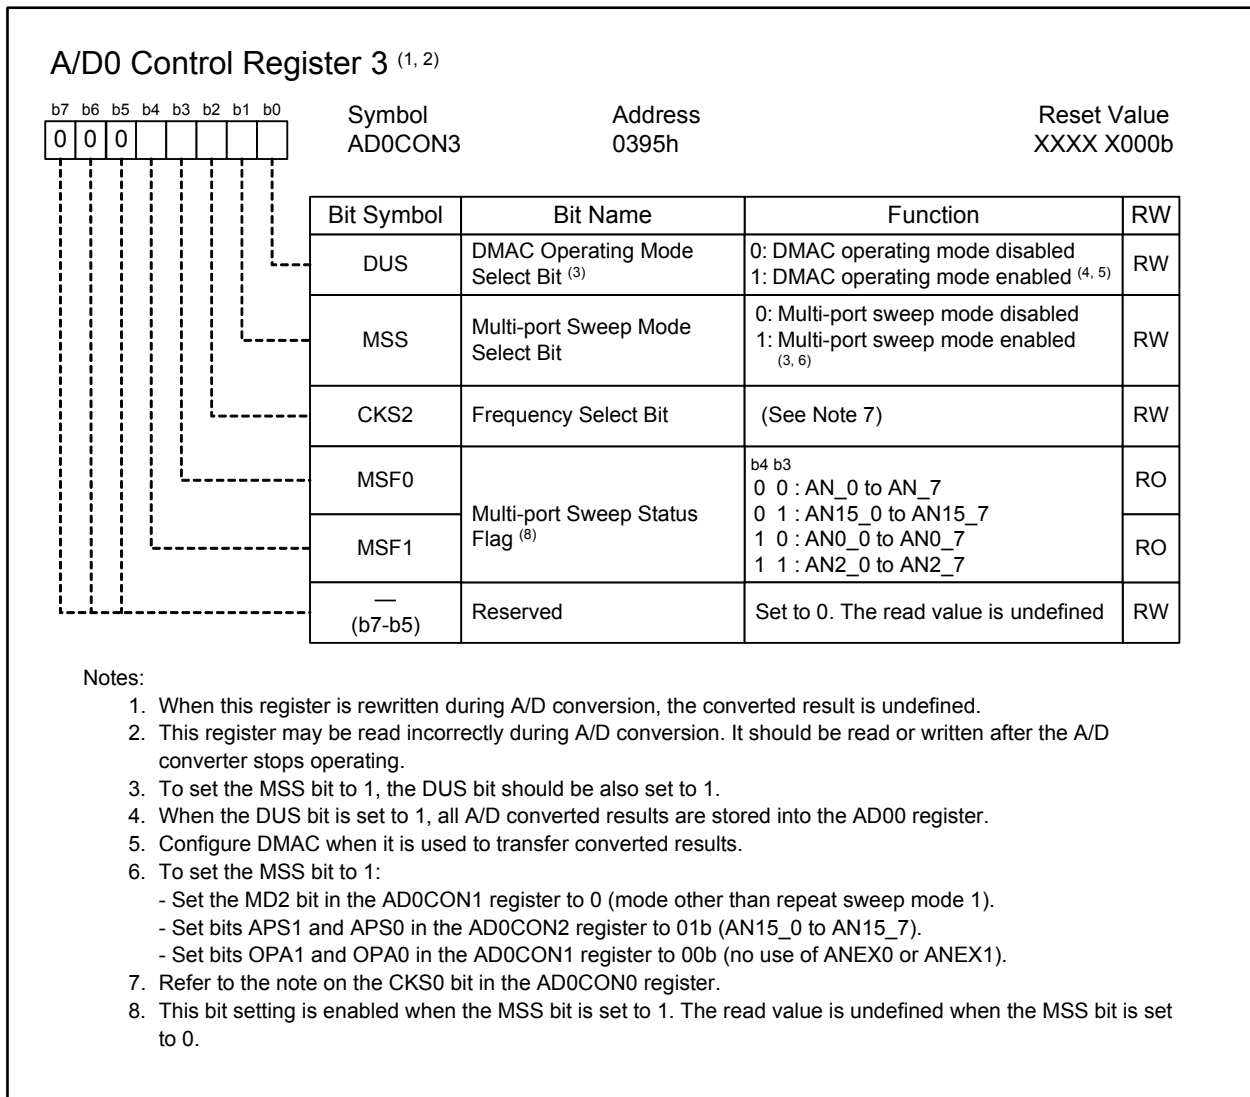 A/D0 Control Register 3 (1, 2)
b7 b6 b5 b4 b3 b2 b1 b0
0 0 0
Symbol Address Reset Value
AD0CON3 0395h XXXX X000b
Bit Symbol Bit Name Function RW
DUS
DMAC Operating Mode
Select Bit (3)
0: DMAC operating mode disabled
1: DMAC operating mode enabled (4, 5)
RW
MSS
Multi-port Sweep Mode
Select Bit
0: Multi-port sweep mode disabled
1: Multi-port sweep mode enabled
(3, 6)
RW
CKS2 Frequency Select Bit (See Note 7) RW
MSF0
MSF1
Multi-port Sweep Status
Flag (8)
b4 b3
0 0 : AN_0 to AN_7
0 1 : AN15_0 to AN15_7
1 0 : AN0_0 to AN0_7
1 1 : AN2_0 to AN2_7
RO
RO
—
(b7-b5)
Reserved
Set to 0. The read value is undefined
RW
Notes:
1. When this register is rewritten during A/D conversion, the converted result is undefined.
2. This register may be read incorrectly during A/D conversion. It should be read or written after the A/D
converter stops operating.
3. To set the MSS bit to 1, the DUS bit should be also set to 1.
4. When the DUS bit is set to 1, all A/D converted results are stored into the AD00 register.
5. Configure DMAC when it is used to transfer converted results.
6. To set the MSS bit to 1:
- Set the MD2 bit in the AD0CON1 register to 0 (mode other than repeat sweep mode 1).
- Set bits APS1 and APS0 in the AD0CON2 register to 01b (AN15_0 to AN15_7).
- Set bits OPA1 and OPA0 in the AD0CON1 register to 00b (no use of ANEX0 or ANEX1).
7. Refer to the note on the CKS0 bit in the AD0CON0 register.
8. This bit setting is enabled when the MSS bit is set to 1. The read value is undefined when the MSS bit is set
to 0.